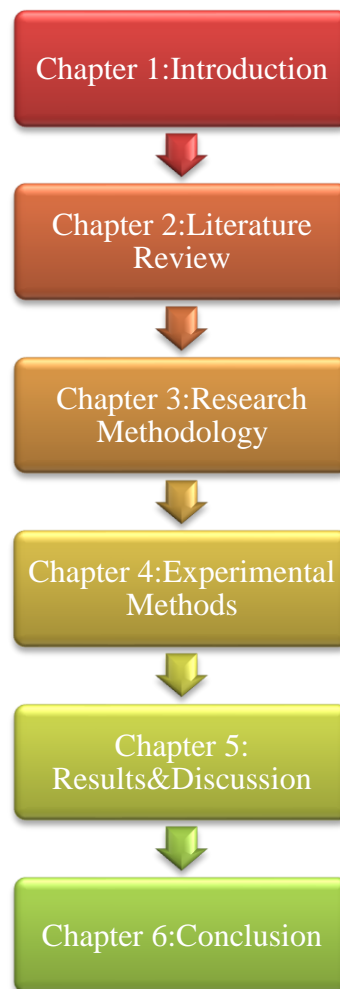 Chapter 1:Introduction
Chapter 2:Literature
Review
Chapter 3:Research
Methodology
Chapter 4:Experimental
Methods
Chapter 5:
Results&Discussion
Chapter 6:Conclusion